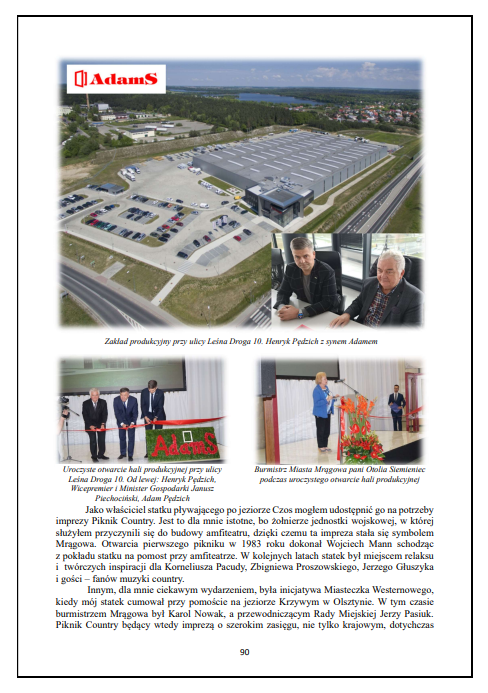 AdamS
Zakład produkcyjny przy ulicy Leśna Droga 10. Henryk Pędzich z synem Adamem
AdamS
Uroczyste otwarcie hali produkcyjnej przy ulicy
Leśna Droga 10. Od lewej: Henryk Pędzich,
Wicepremier i Minister Gospodarki Janusz
Piechociński, Adam Pędzich
Burmistrz Miasta Mrągowa pani Otolia Siemieniec
podczas uroczystego otwarcie hali produkcyjnej
Jako właściciel statku pływającego po jeziorze Czos mogłem udostępnić go na potrzeby
imprezy Piknik Country. Jest to dla mnie istotne, bo żołnierze jednostki wojskowej, w której
służyłem przyczynili się do budowy amfiteatru, dzięki czemu ta impreza stała się symbolem
Mrągowa. Otwarcia pierwszego pikniku w 1983 roku dokonał Wojciech Mann schodząc
z pokładu statku na pomost przy amfiteatrze. W kolejnych latach statek był miejscem relaksu
i twórczych inspiracji dla Korneliusza Pacudy, Zbigniewa Proszowskiego, Jerzego Głuszyka
i gości – fanów muzyki country.
Innym, dla mnie ciekawym wydarzeniem, była inicjatywa Miasteczka Westernowego,
kiedy mój statek cumował przy pomoście na jeziorze Krzywym w Olsztynie. W tym czasie
burmistrzem Mrągowa był Karol Nowak, a przewodniczącym Rady Miejskiej Jerzy Pasiuk.
Piknik Country będący wtedy imprezą o szerokim zasięgu, nie tylko krajowym, dotychczas
90